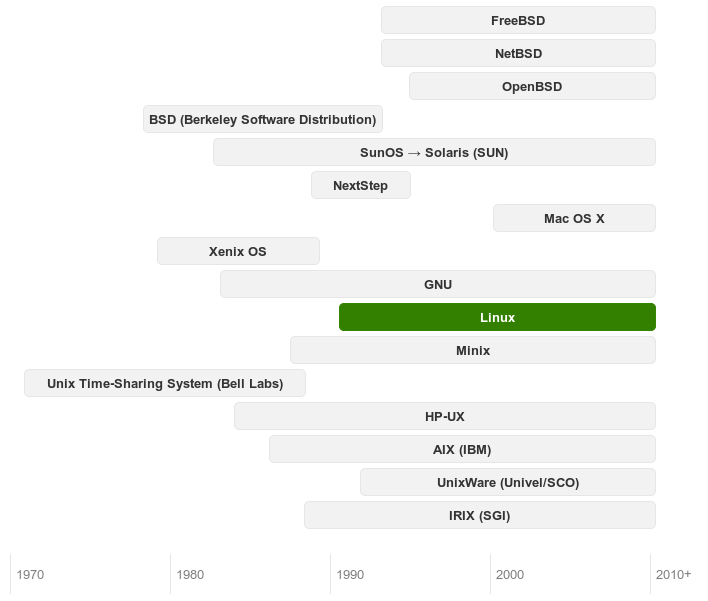 FreeBSD
NetBSD
OpenBSD
BSD (Berkeley Software Distribution)
SunOS → Solaris (SUN)
NextStep
Mac OS X
Xenix OS
GNU
Linux
Minix
Unix Time-Sharing System (Bell Labs)
HP-UX
AIX (IBM)
UnixWare (Univel/SCO)
IRIX (SGI)
1970 1980 1990 2000 2010+